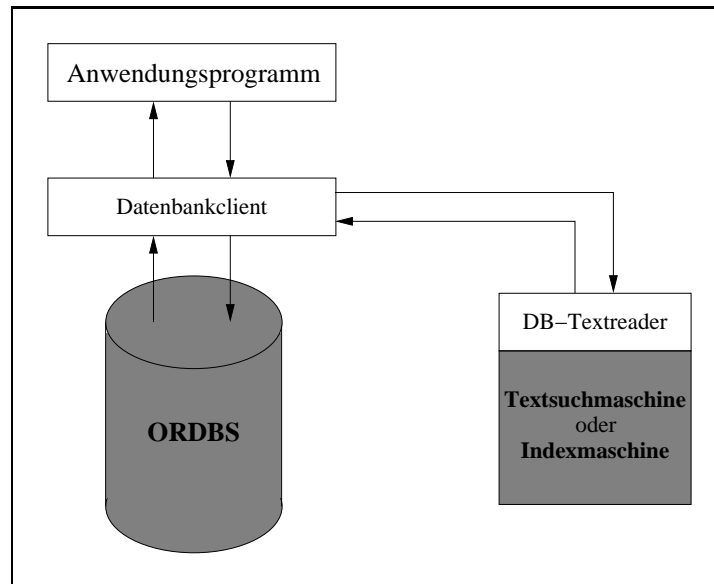 Anwendungsprogramm
Datenbankclient
DB−Textreader
Textsuchmaschine
oder
Indexmaschine
ORDBS